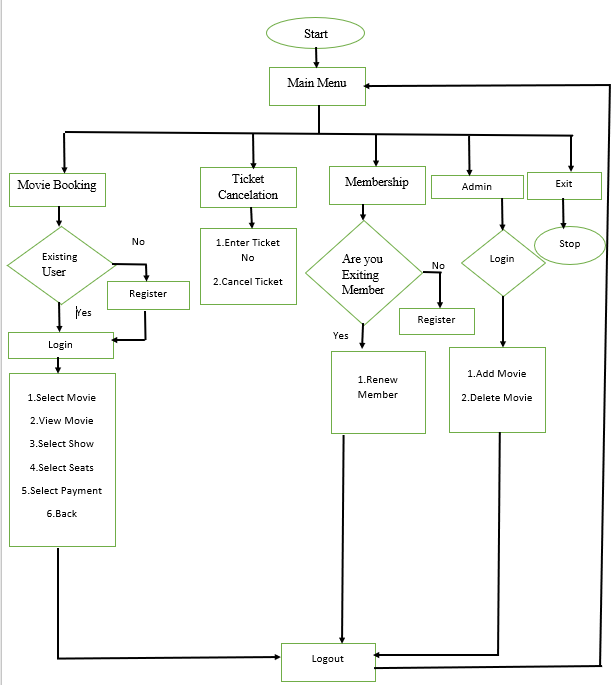 Start
Main Menu
Movie Booking
Ticket
Cancelation
Membership
Admin
Exit
Existing
User
No
Yes
Register
Login
1.Select Movie
2.View Movie
3.Select Show
4.Select Seats
5.Select Payment
6.Back
1.Enter Ticket
No
2.Cancel Ticket
Are you
Exiting
Member
No
Yes
Register
1.Renew
Member
Login
1.Add Movie
2.Delete Movie
Stop
Logout